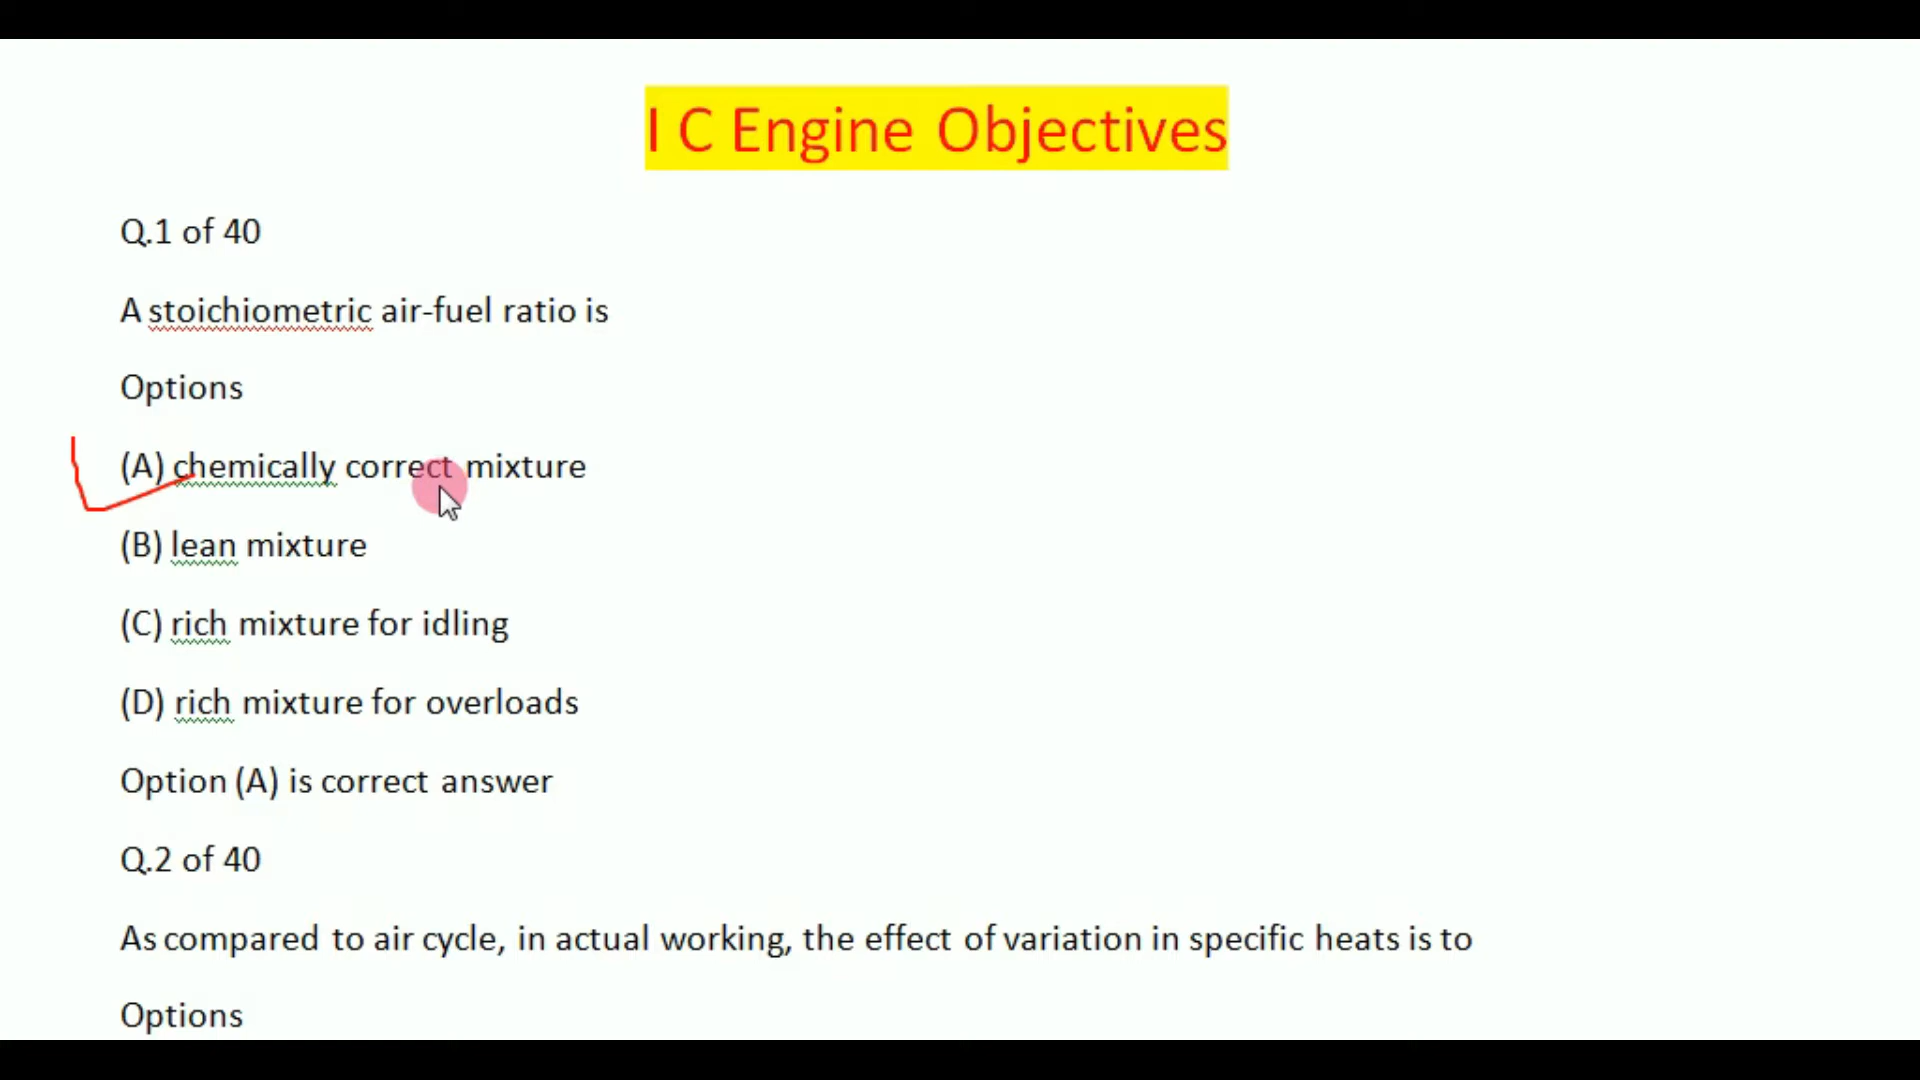 I C Engine Objectives
Q.1 of 40
A stoichiometric air-fuel ratio is
Options
(A) chemically correct mixture
(B) lean mixture
(C) rich mixture for idling
(D) rich mixture for overloads
Option (A) is correct answer
Q.2 of 40
As compared to air cycle, in actual working, the effect of variation in specific heats is to
Options